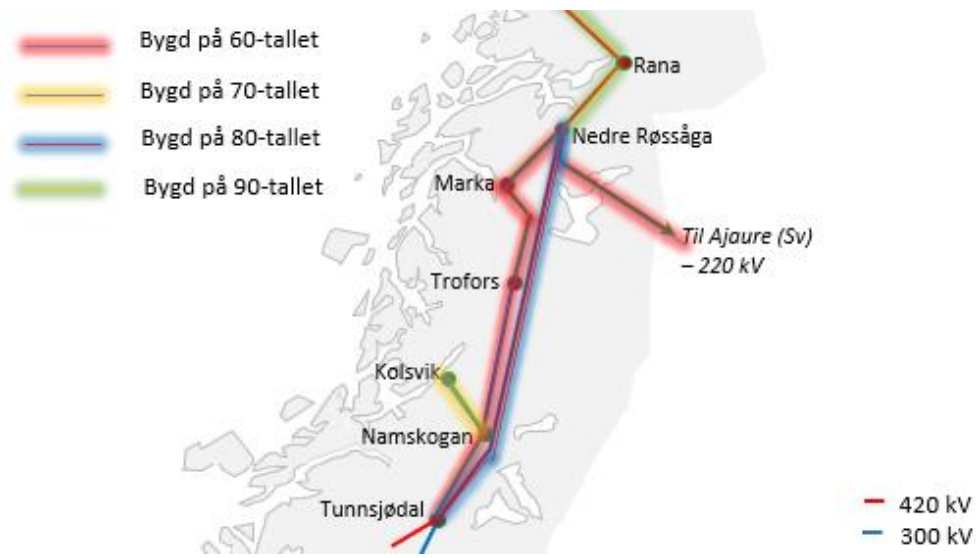 Bygd på 60-tallet
Bygd på 70-tallet
Bygd på 80-tallet
Bygd på 90-tallet
Rana
Nedre Røssåga
Marka
Til Ajaure (Sv)
– 220 kV
Trofors
Kolsvik
Namskogan
Tunnsjødal
420 kV
300 kV